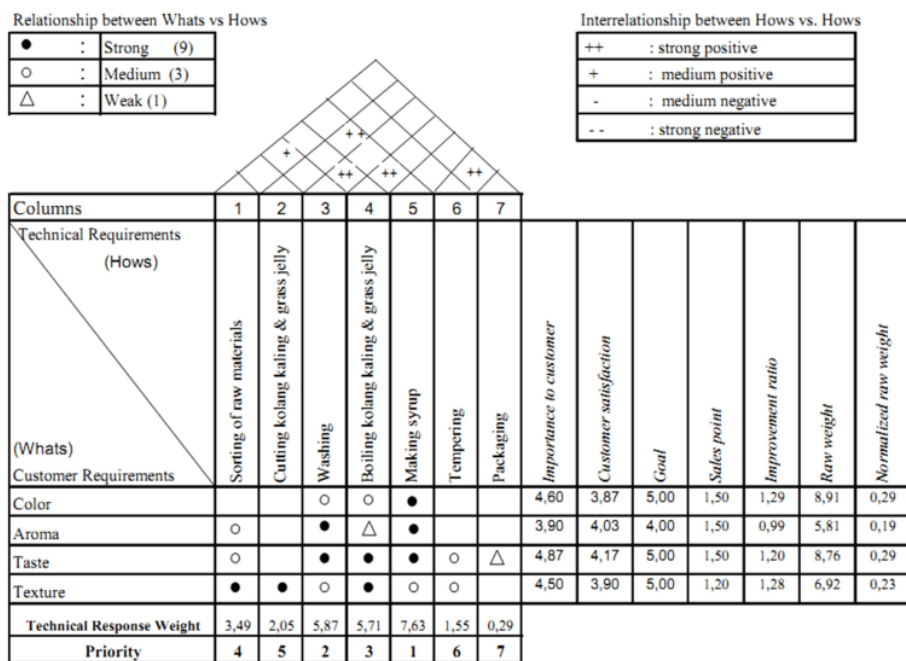 Relationship between Whats vs Hows
● : Strong (9)
○ : Medium (3)
△ : Weak (1)
Interrelationship between Hows vs. Hows
++ : strong positive
+ : medium positive
- : medium negative
- - : strong negative
++
+
++ ++ ++
Columns 1 2 3 4 5 6 7
Technical Requirements
(Hows)
(Whats)
Customer Requirements
Sorting of raw materials
Cutting kolang kaling & grass jelly
Washing
Boiling kolang kaling & grass jelly
Making syrup
Tempering
Packaging
Importance to customer
Customer satisfaction
Goal
Sales point
Improvement ratio
Raw weight
Normalized raw weight
Color ○ ○ ● 4,60 3,87 5,00 1,50 1,29 8,91 0,29
Aroma ○ ● △ ● 3,90 4,03 4,00 1,50 0,99 5,81 0,19
Taste ○ ● ● ● ○ △ 4,87 4,17 5,00 1,50 1,20 8,76 0,29
Texture ● ● ○ ● ○ ○ 4,50 3,90 5,00 1,20 1,28 6,92 0,23
Technical Response Weight 3,49 2,05 5,87 5,71 7,63 1,55 0,29
Priority 4 5 2 3 1 6 7